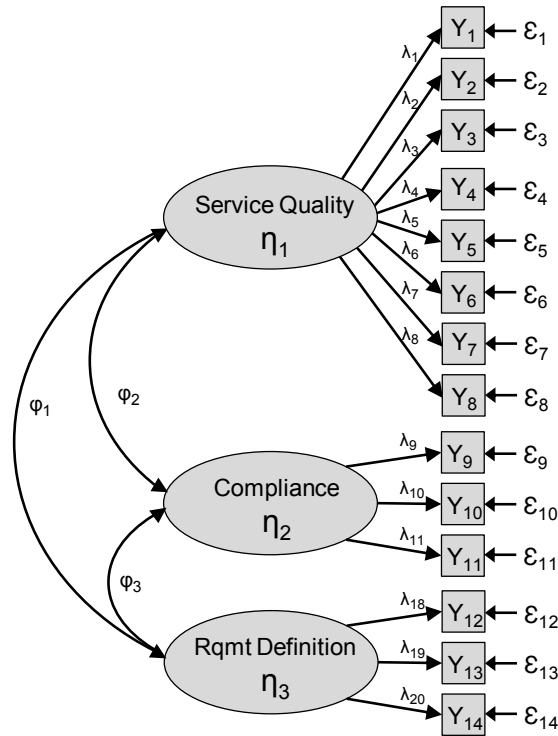 λ₁ Y₁ ε₁
λ₂ Y₂ ε₂
λ₃ Y₃ ε₃
λ₄ Y₄ ε₄
Service Quality
η₁
λ₅ Y₅ ε₅
λ₆ Y₆ ε₆
λ₇ Y₇ ε₇
λ₈ Y₈ ε₈
φ₁
φ₂
λ₉ Y₉ ε₉
Compliance
η₂
λ₁₀ Y₁₀ ε₁₀
λ₁₁ Y₁₁ ε₁₁
φ₃
λ₁₈ Y₁₂ ε₁₂
Rqmt Definition
η₃
λ₁₉ Y₁₃ ε₁₃
λ₂₀ Y₁₄ ε₁₄